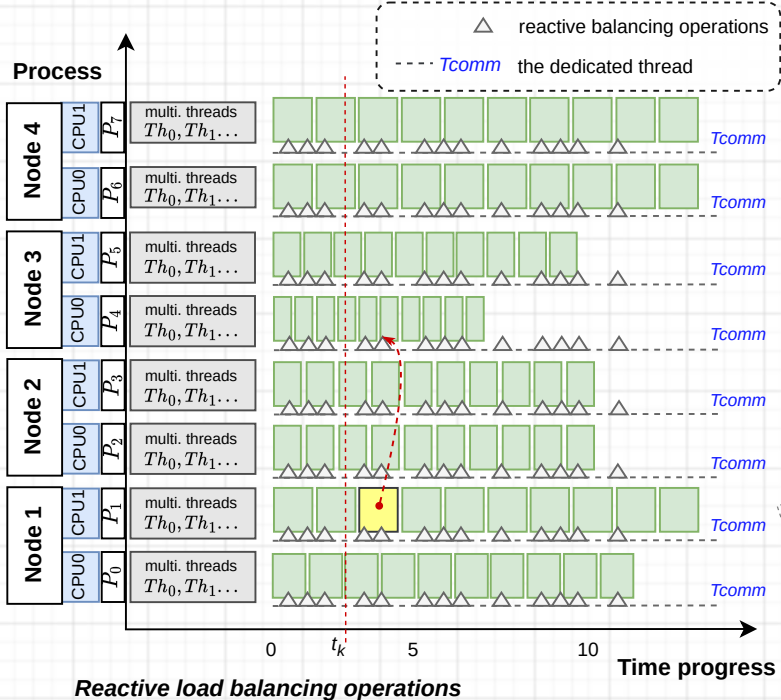 reactive balancing operations
Tcomm the dedicated thread
Process
Node 4
CPU1
P₇
multi. threads
Th₀, Th₁...
Tcomm
CPU0
P₆
multi. threads
Th₀, Th₁...
Tcomm
Node 3
CPU1
P₅
multi. threads
Th₀, Th₁...
Tcomm
CPU0
P₄
multi. threads
Th₀, Th₁...
Tcomm
Node 2
CPU1
P₃
multi. threads
Th₀, Th₁...
Tcomm
CPU0
P₂
multi. threads
Th₀, Th₁...
Tcomm
Node 1
CPU1
P₁
multi. threads
Th₀, Th₁...
Tcomm
CPU0
P₀
multi. threads
Th₀, Th₁...
Tcomm
0 tₖ 5 10
Time progress
Reactive load balancing operations